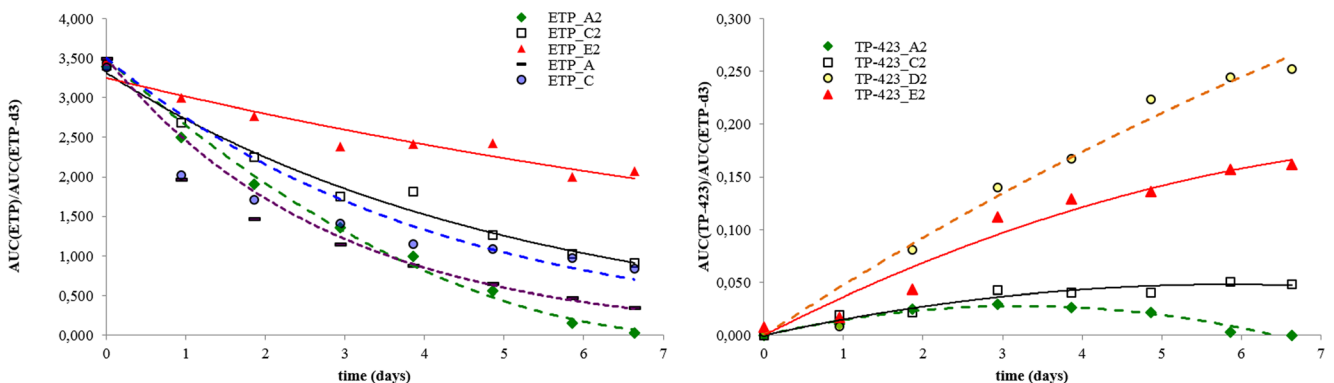 AUC(ETP)/AUC(ETP-d3)
4,000
3,500
3,000
2,500
2,000
1,500
1,000
0,500
0,000
0 1 2 3 4 5 6 7
time (days)
ETP_A2
ETP_C2
ETP_E2
ETP_A
ETP_C
AUC(TP-423)/AUC(ETP-d3)
0,300
0,250
0,200
0,150
0,100
0,050
0,000
0 1 2 3 4 5 6 7
time (days)
TP-423_A2
TP-423_C2
TP-423_D2
TP-423_E2